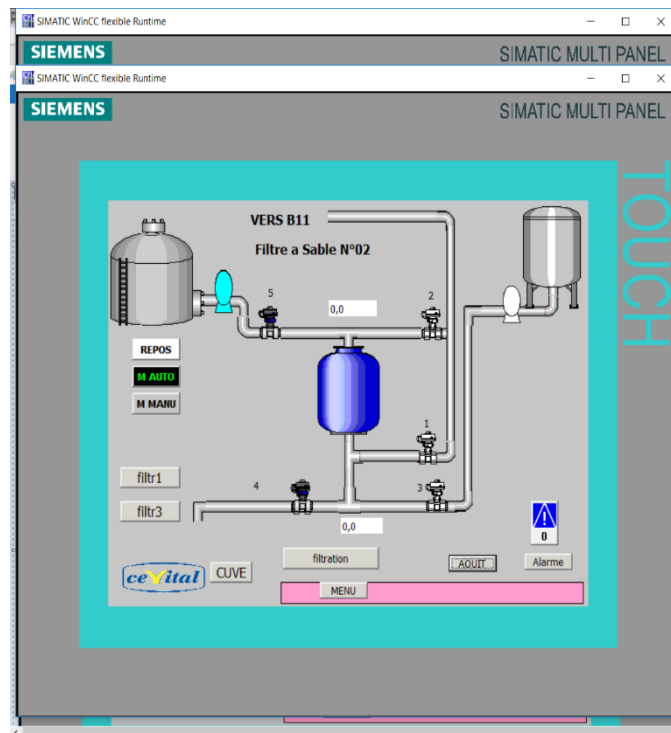 SIMATIC WinCC flexible Runtime
SIEMENS
SIMATIC MULTI PANEL
SIMATIC WinCC flexible Runtime
SIEMENS
SIMATIC MULTI PANEL
TOUCH
VERS B11
Filtre a Sable N°02
5
0,0
2
REPOS
M AUTO
M MANU
1
filtr1
4
3
filtr3
0,0
0
filtration
AQUIT
Alarme
cevital
CUVE
MENU